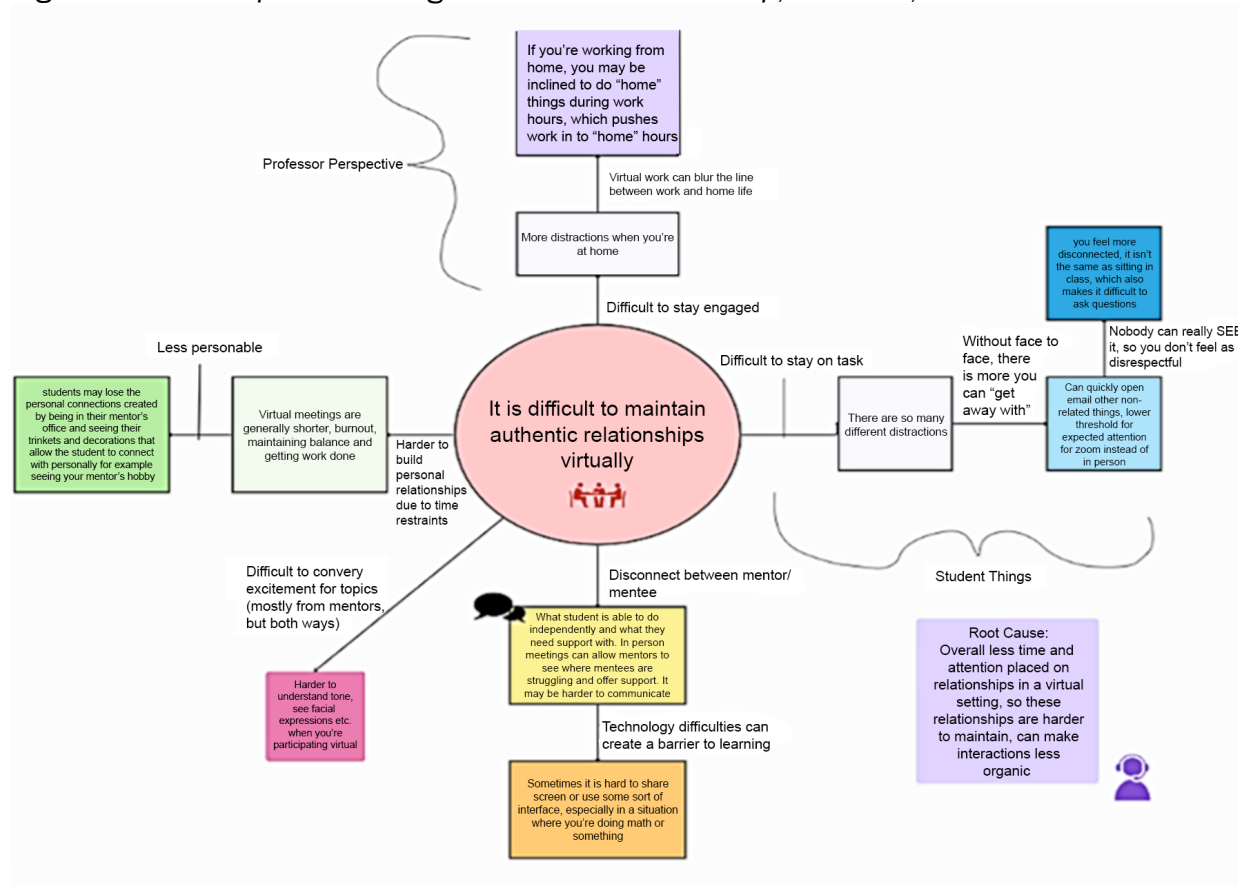 If you're working from
home, you may be
inclined to do “home”
things during work
hours, which pushes
work in to “home” hours
Professor Perspective
Virtual work can blur the line
between work and home life
More distractions when you're
at home
Difficult to stay engaged
you feel more
disconnected, it isn't
the same as sitting in
class, which also
makes it difficult to
ask questions
Nobody can really SEE
it, so you don't feel as
disrespectful
Without face to
face, there
is more you
can “get
away with”
Difficult to stay on task
Less personable
students may lose the
personal connections created
by being in their mentor's
office and seeing their
trinkets and decorations that
allow the student to connect
with personally for example
seeing your mentor's hobby
Virtual meetings are
generally shorter, burnout,
maintaining balance and
getting work done
Harder to
build
personal
relationships
due to time
restraints
It is difficult to maintain
authentic relationships
virtually
There are so many
different distractions
Can quickly open
email other non-
related things, lower
threshold for
expected attention
for zoom instead of
in person
Student Things
Difficult to convery
excitement for topics
(mostly from mentors,
but both ways)
Disconnect between mentor/
mentee
What student is able to do
independently and what they
need support with. In person
meetings can allow mentors to
see where mentees are
struggling and offer support. It
may be harder to communicate
Harder to
understand tone,
see facial
expressions etc.
when you're
participating virtual
Technology difficulties can
create a barrier to learning
Sometimes it is hard to share
screen or use some sort of
interface, especially in a situation
where you're doing math or
something
Root Cause:
Overall less time and
attention placed on
relationships in a virtual
setting, so these
relationships are harder
to maintain, can make
interactions less
organic